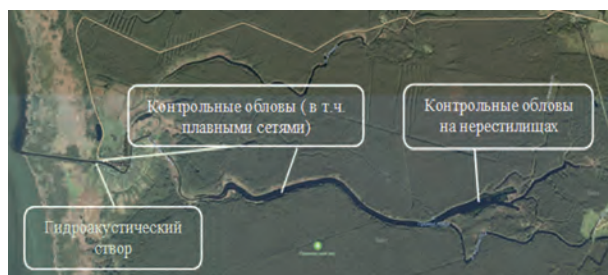 Контрольные обловы ( в т.ч.
плавными сетями)
Контрольные обловы
на нерестилищах
Гидроакустический
створ